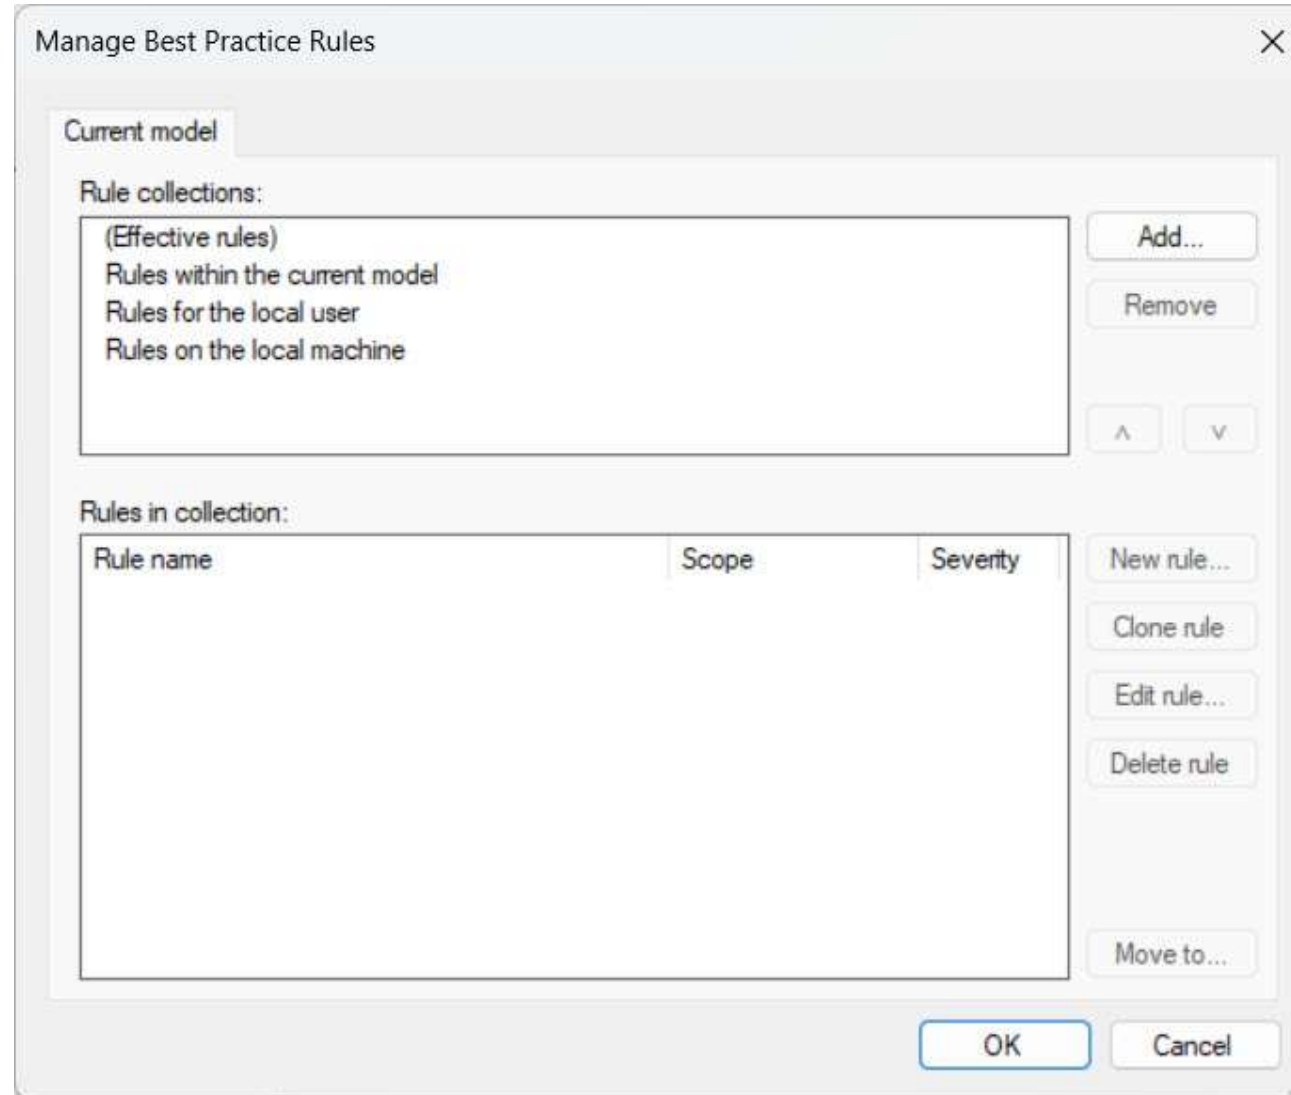 Manage Best Practice Rules
Current model
Rule collections:
(Effective rules)
Rules within the current model
Rules for the local user
Rules on the local machine
Add...
Remove
Rules in collection:
Rule name Scope Severity
New rule...
Clone rule
Edit rule...
Delete rule
Move to...
OK Cancel